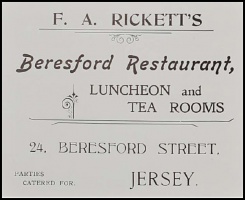 F. A. RICKETT'S
Beresford Restaurant,
LUNCHEON and
TEA ROOMS
24, BERESFORD STREET,
PARTIES
CATERED FOR.
JERSEY.